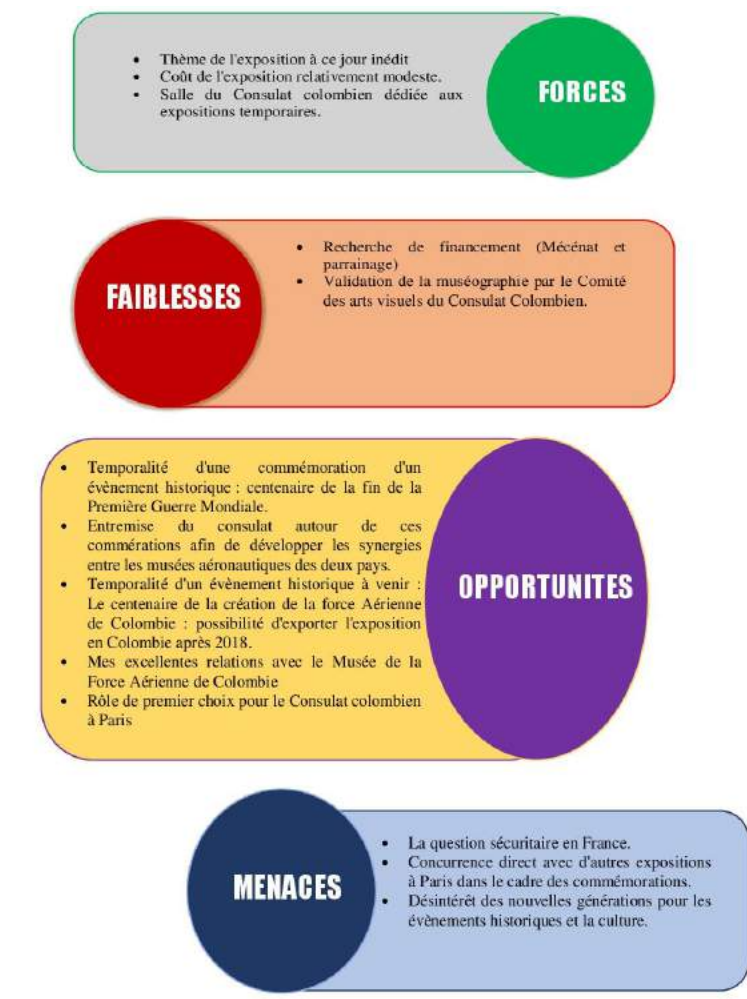 • Thème de l'exposition à ce jour inédit
• Coût de l'exposition relativement modeste.
• Salle du Consulat colombien dédiée aux
expositions temporaires.
FORCES
FAIBLESSES
• Recherche de financement (Mécénat et
parrainage)
• Validation de la muséographie par le Comité
des arts visuels du Consulat Colombien.
• Temporalité d'une commémoration d'un
évènement historique : centenaire de la fin de la
Première Guerre Mondiale.
• Entremise du consulat autour de ces
commérations afin de développer les synergies
entre les musées aéronautiques des deux pays.
• Temporalité d'un évènement historique à venir :
Le centenaire de la création de la force Aérienne
de Colombie : possibilité d'exporter l'exposition
en Colombie après 2018.
• Mes excellentes relations avec le Musée de la
Force Aérienne de Colombie
• Rôle de premier choix pour le Consulat colombien
à Paris
OPPORTUNITES
MENACES
• La question sécuritaire en France.
• Concurrence direct avec d'autres expositions
à Paris dans le cadre des commémorations.
• Désintérêt des nouvelles générations pour les
évènements historiques et la culture.